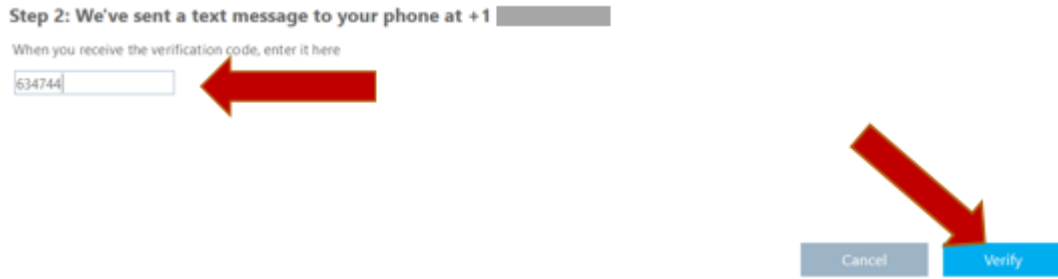 Step 2: We've sent a text message to your phone at +1
When you receive the verification code, enter it here
634744
Cancel
Verify